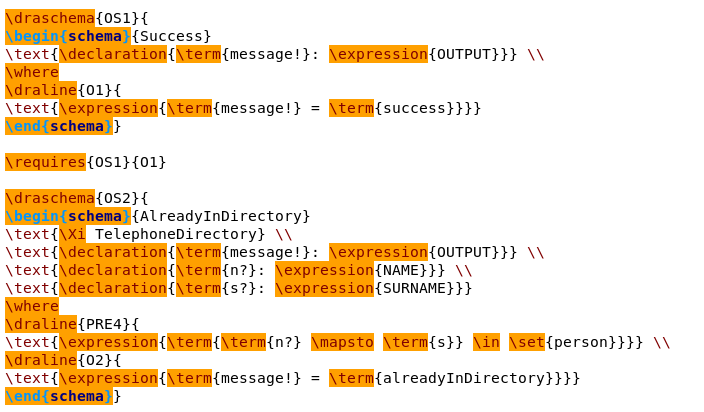 \draschema{OS1}{
\begin{schema}{Success}
\text{\declaration{\term{message!}: \expression{OUTPUT}}} \\
\where
\draline{O1}{
\text{\expression{\term{message!} = \term{success}}}}
\end{schema}}
\requires{OS1}{O1}
\draschema{OS2}{
\begin{schema}{AlreadyInDirectory}
\text{\Xi TelephoneDirectory} \\
\text{\declaration{\term{message!}: \expression{OUTPUT}}} \\
\text{\declaration{\term{n?}: \expression{NAME}}} \\
\text{\declaration{\term{s?}: \expression{SURNAME}}}
\where
\draline{PRE4}{
\text{\expression{\term{\term{n?} \mapsto \term{s}} \in \set{person}}}} \\
\draline{O2}{
\text{\expression{\term{message!} = \term{alreadyInDirectory}}}}
\end{schema}}